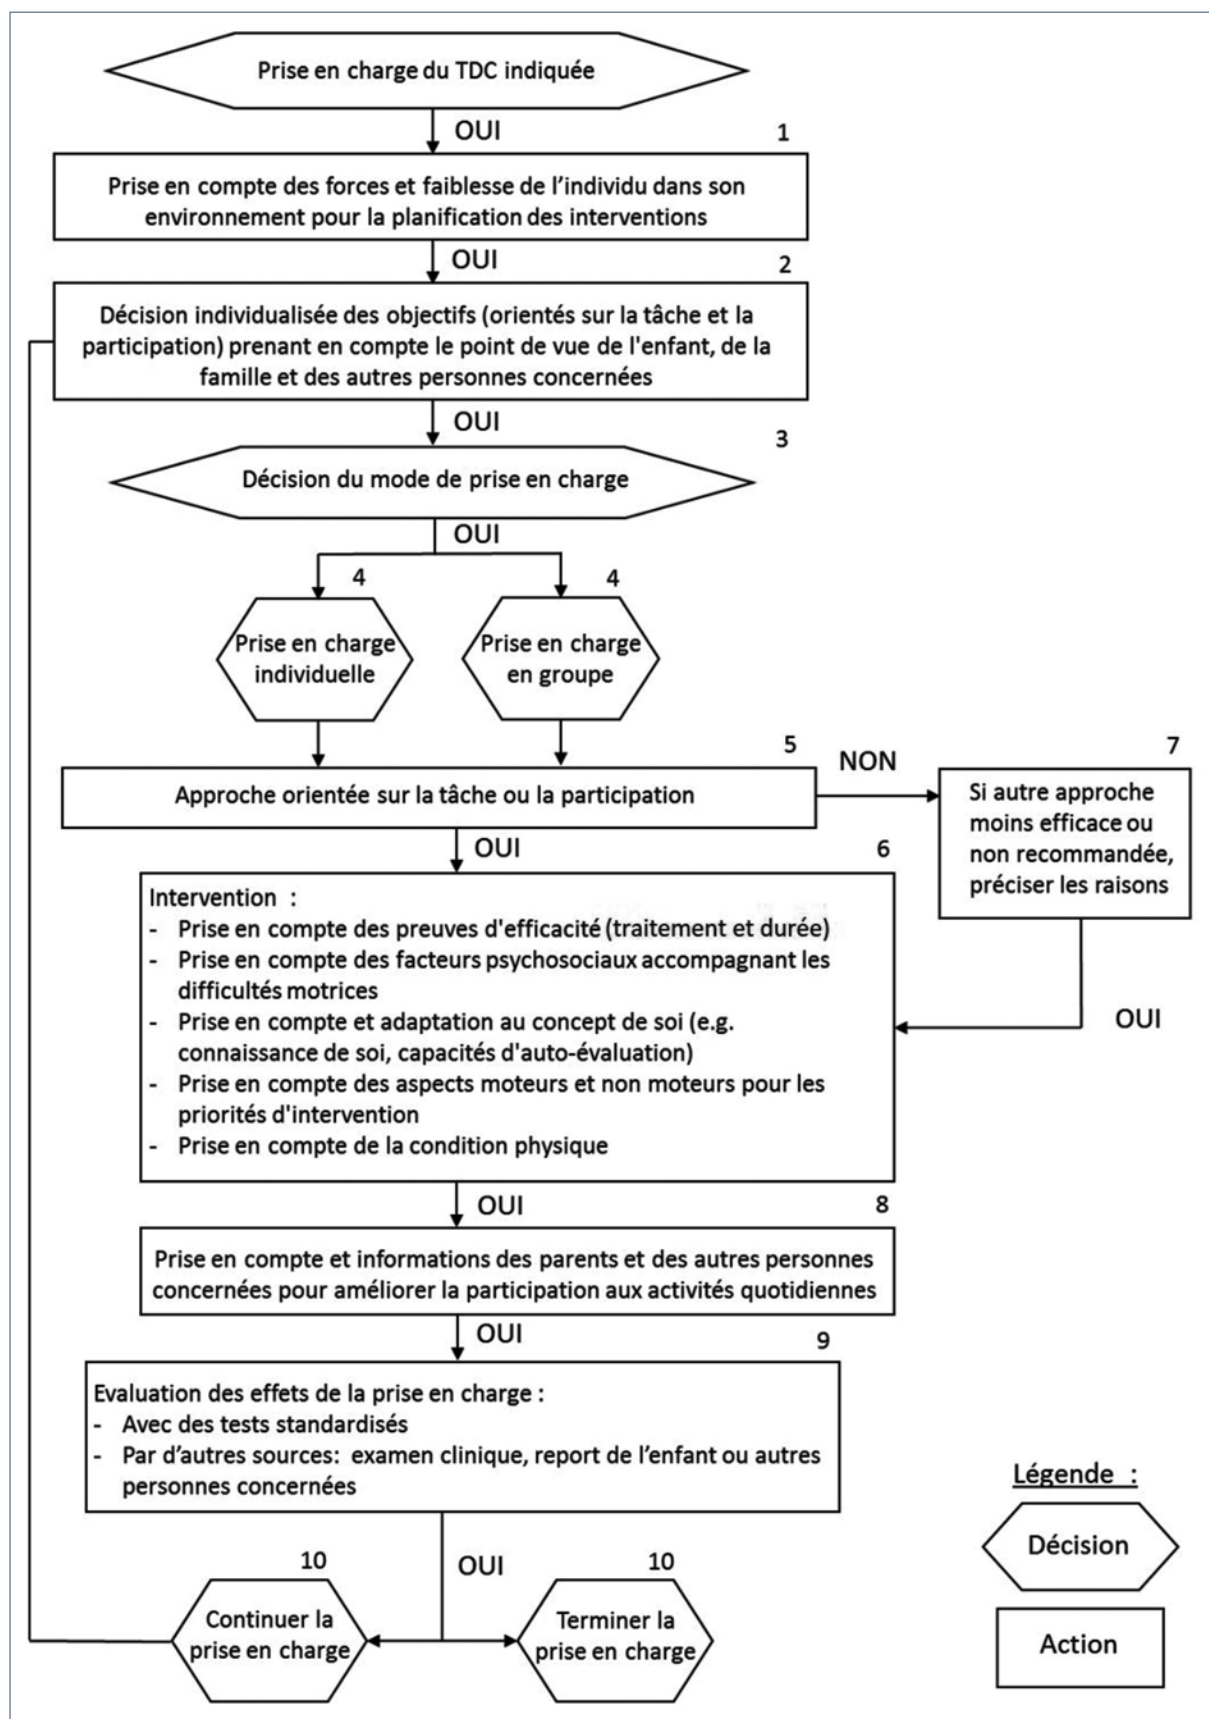 Prise en charge du TDC indiquée
OUI
1
Prise en compte des forces et faiblesse de l’individu dans son
environnement pour la planification des interventions
OUI
2
Décision individualisée des objectifs (orientés sur la tâche et la
participation) prenant en compte le point de vue de l'enfant, de la
famille et des autres personnes concernées
OUI
3
Décision du mode de prise en charge
OUI
4
4
Prise en charge
individuelle
Prise en charge
en groupe
5
NON
7
Approche orientée sur la tâche ou la participation
Si autre approche
moins efficace ou
non recommandée,
préciser les raisons
OUI
6
OUI
Intervention :
- Prise en compte des preuves d'efficacité (traitement et durée)
- Prise en compte des facteurs psychosociaux accompagnant les
difficultés motrices
- Prise en compte et adaptation au concept de soi (e.g.
connaissance de soi, capacités d'auto-évaluation)
- Prise en compte des aspects moteurs et non moteurs pour les
priorités d'intervention
- Prise en compte de la condition physique
OUI
8
Prise en compte et informations des parents et des autres personnes
concernées pour améliorer la participation aux activités quotidiennes
OUI
9
Evaluation des effets de la prise en charge :
- Avec des tests standardisés
- Par d’autres sources: examen clinique, report de l’enfant ou autres
personnes concernées
OUI
10
10
Continuer la
prise en charge
Terminer la
prise en charge
Légende :
Décision
Action